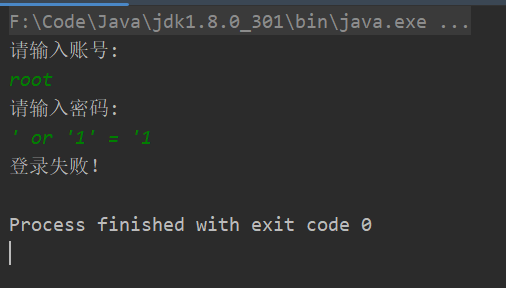 F:\Code\Java\jdk1.8.0_301\bin\java.exe ...
请输入账号:
root
请输入密码:
' or '1' = '1
登录失败!
Process finished with exit code 0